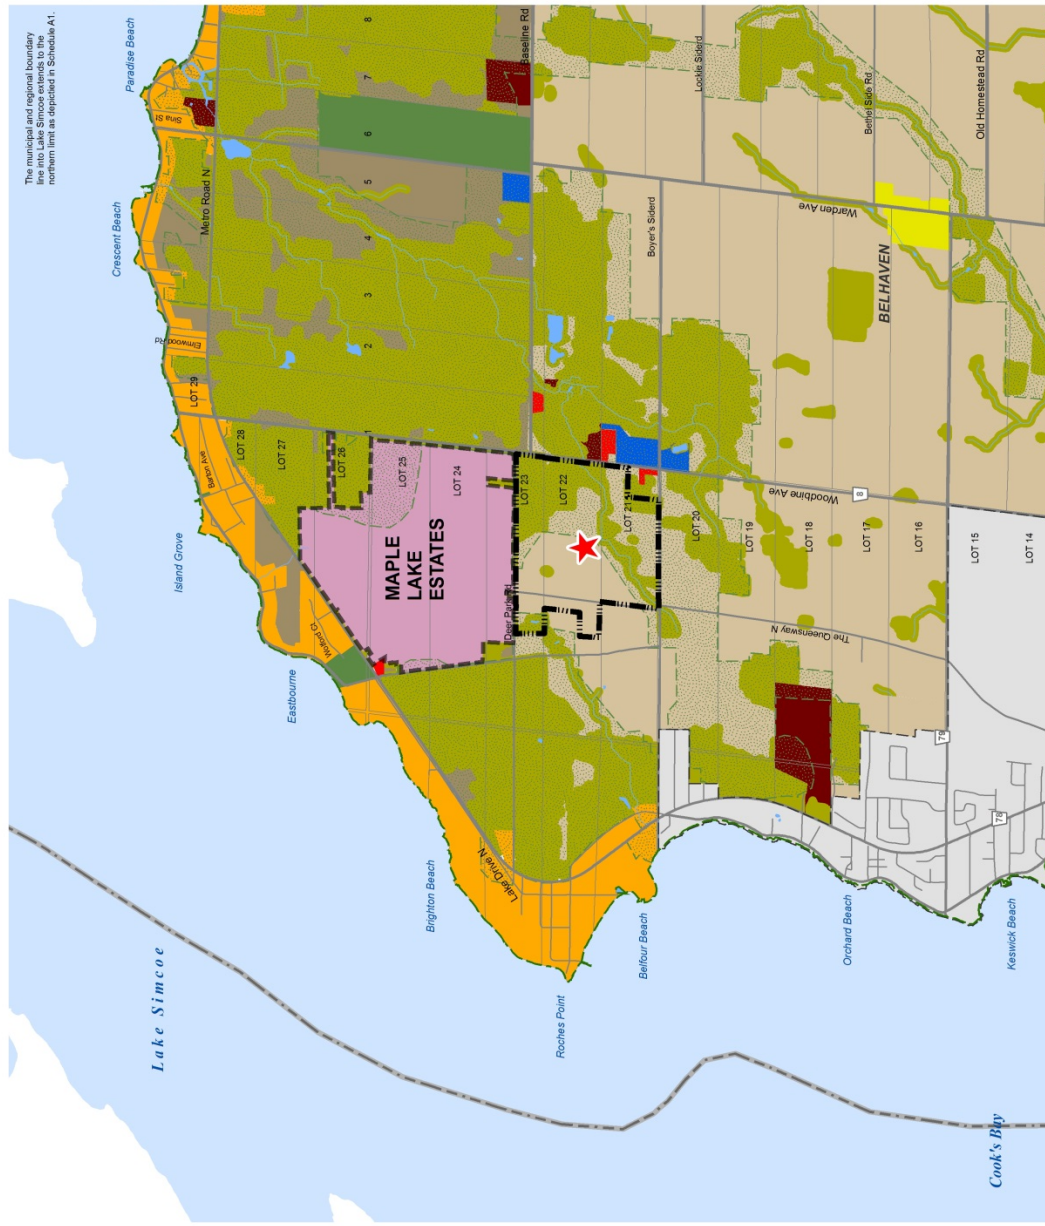 The municipal and regional boundary
line into Lake Simcoe extends to the
northern limit as depictied in Schedule A1.
Paradise Beach
Sina St
8
7
6
5
4
3
2
1
Baseline Rd
Lockie Siderd
Bethel Side Rd
Old Homestead Rd
Crescent Beach
Metro Road N
Boyer's Siderd
Warden Ave
BELHAVEN
Elmwood Rd
LOT 29
LOT 28
LOT 27
LOT 26
LOT 25
LOT 24
LOT 23
LOT 22
LOT 21
LOT 20
LOT 19
LOT 18
LOT 17
LOT 16
LOT 15
LOT 14
Barton Ave
Woodbine Ave
8
Island Grove
MAPLE
LAKE
ESTATES
Deer Park Rd
The Queensway N
Walford Ct
Eastbourne
79
78
Lake Drive N
Brighton Beach
Belfour Beach
Orchard Beach
Keswick Beach
Roches Point
Lake Simcoe
Cook's Bay